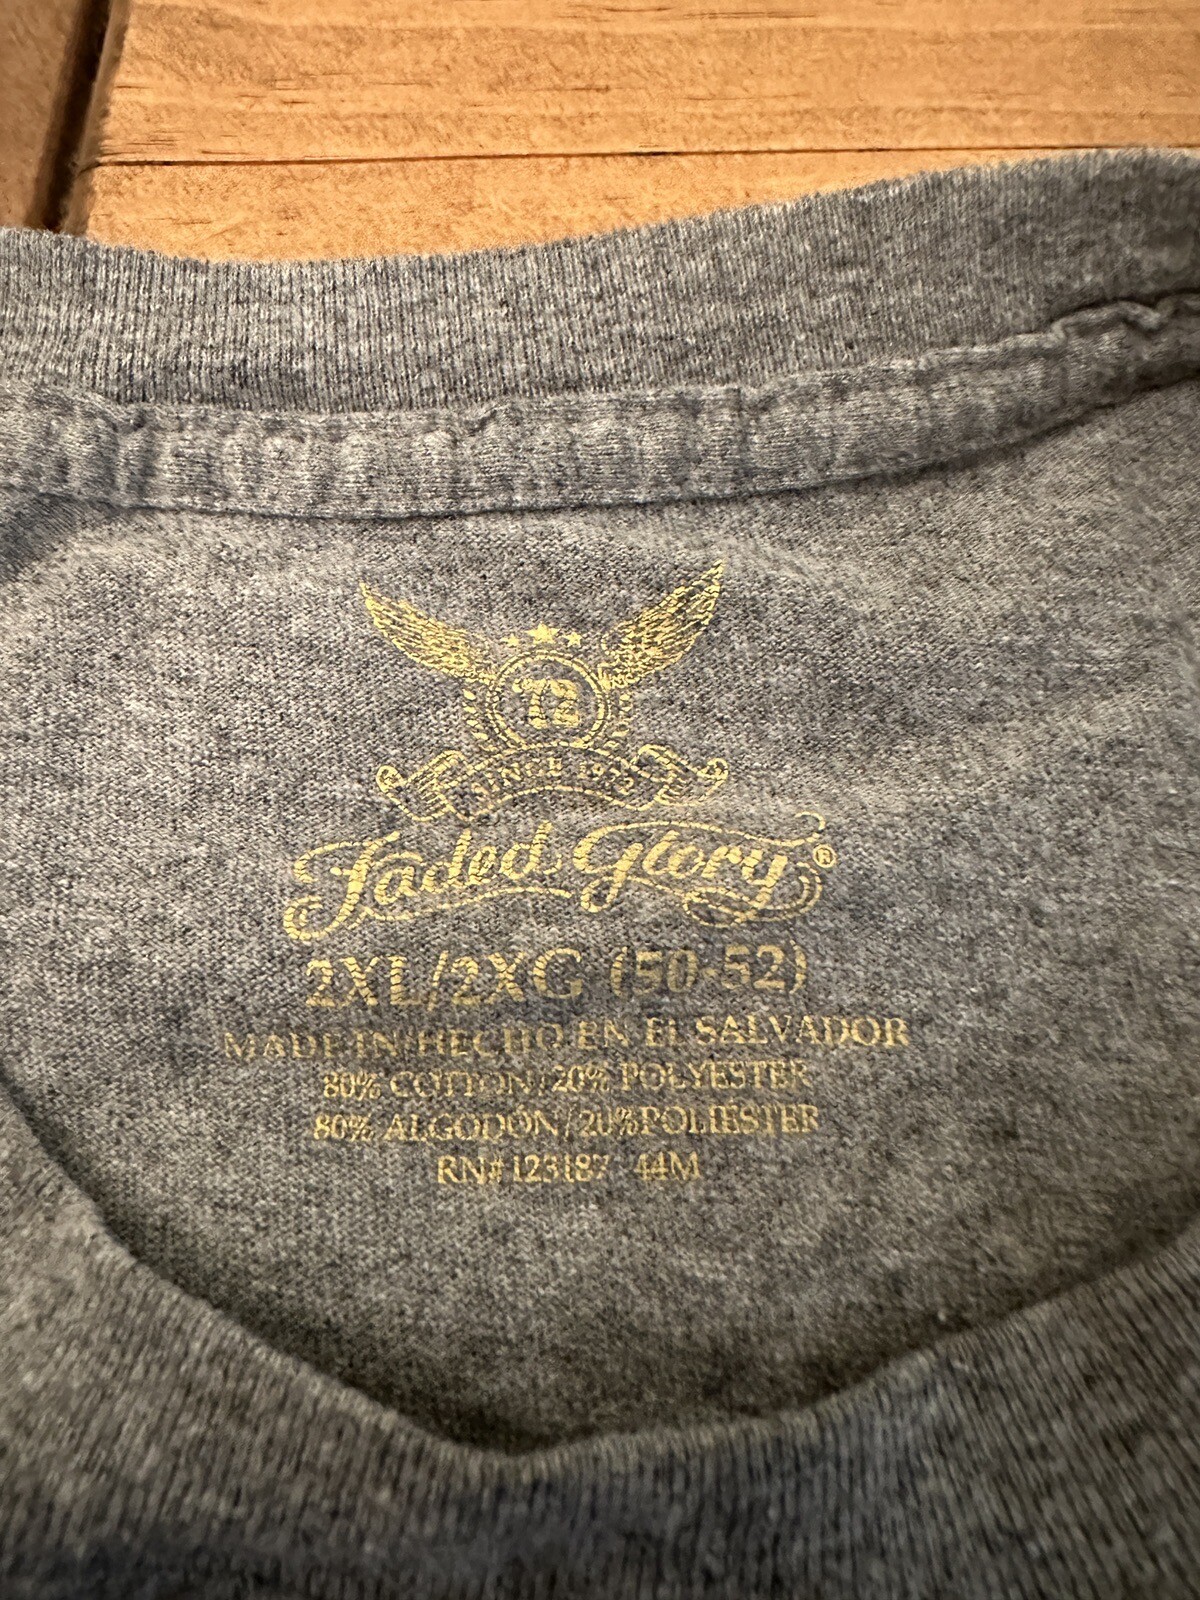 '72
SINCE 1972
Faded Glory®
2XL/2XG (50-52)
MADE IN/HECHO EN EL SALVADOR
80% COTTON/20% POLYESTER
80% ALGODÓN/20%POLIÉSTER
RN# 123187 44M